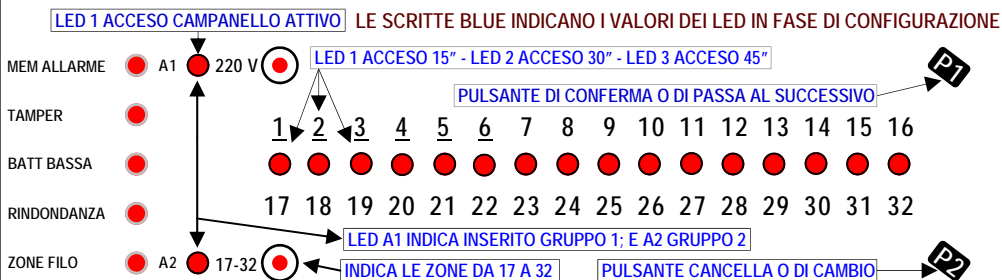 LED 1 ACCESO CAMPANELLO ATTIVO LE SCRITTE BLUE INDICANO I VALORI DEI LED IN FASE DI CONFIGURAZIONE
MEM ALLARME A1 220 V LED 1 ACCESO 15” - LED 2 ACCESO 30” - LED 3 ACCESO 45” P1
PULSANTE DI CONFERMA O DI PASSA AL SUCCESSIVO
TAMPER
1 2 3 4 5 6 7 8 9 10 11 12 13 14 15 16
BATT BASSA
RINDONDANZA 17 18 19 20 21 22 23 24 25 26 27 28 29 30 31 32
LED A1 INDICA INSERITO GRUPPO 1; E A2 GRUPPO 2
ZONE FILO A2 17-32 INDICA LE ZONE DA 17 A 32 PULSANTE CANCELLA O DI CAMBIO P2